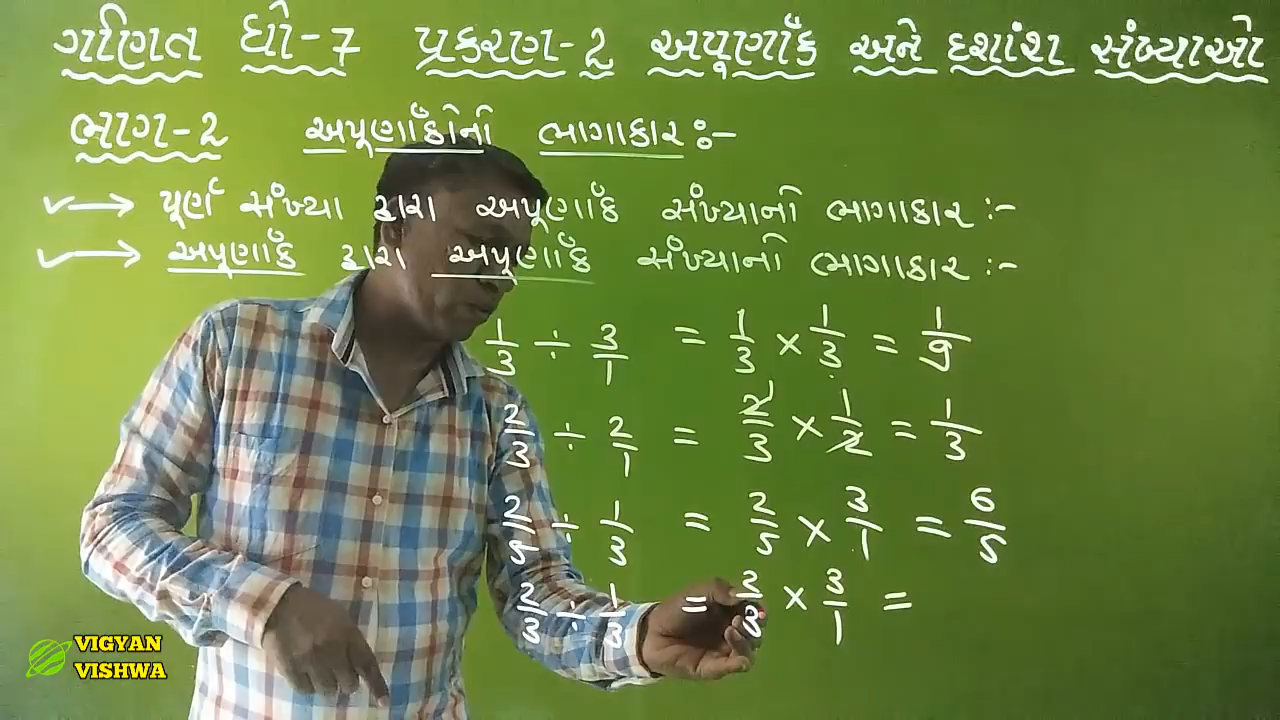 ગણિત ધો-7 પ્રકરણ-2 અપૂર્ણાંક અને દશાંશ સંખ્યાઓ
ભાગ-2 અપૂર્ણાંકોનો ભાગાકાર :-
✓→ પૂર્ણ સંખ્યા દ્વારા અપૂર્ણાંક સંખ્યાનો ભાગાકાર :-
✓→ અપૂર્ણાંક દ્વારા અપૂર્ણાંક સંખ્યાનો ભાગાકાર :-
1/3 ÷ 3/1 = 1/3 × 1/3 = 1/9
2/3 ÷ 2/1 = 2/3 × 1/2 = 1/3
2/5 ÷ 1/3 = 2/5 × 3/1 = 6/5
2/3 ÷ 1/3 = 2/3 × 3/1 =
VIGYAN
VISHWA